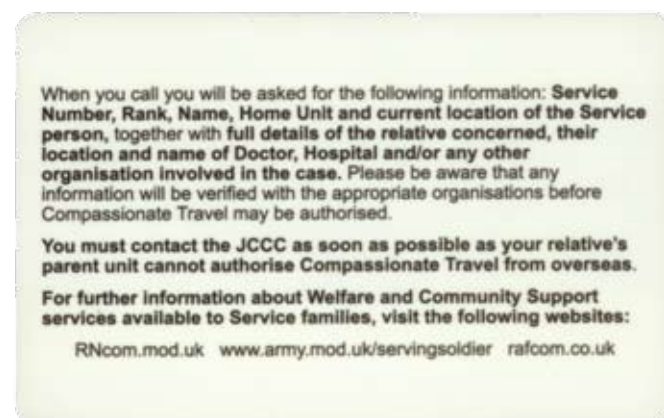 When you call you will be asked for the following information: Service
Number, Rank, Name, Home Unit and current location of the Service
person, together with full details of the relative concerned, their
location and name of Doctor, Hospital and/or any other
organisation involved in the case. Please be aware that any
information will be verified with the appropriate organisations before
Compassionate Travel may be authorised.
You must contact the JCCC as soon as possible as your relative's
parent unit cannot authorise Compassionate Travel from overseas.
For further information about Welfare and Community Support
services available to Service families, visit the following websites:
RNcom.mod.uk www.army.mod.uk/servingsoldier rafcom.co.uk